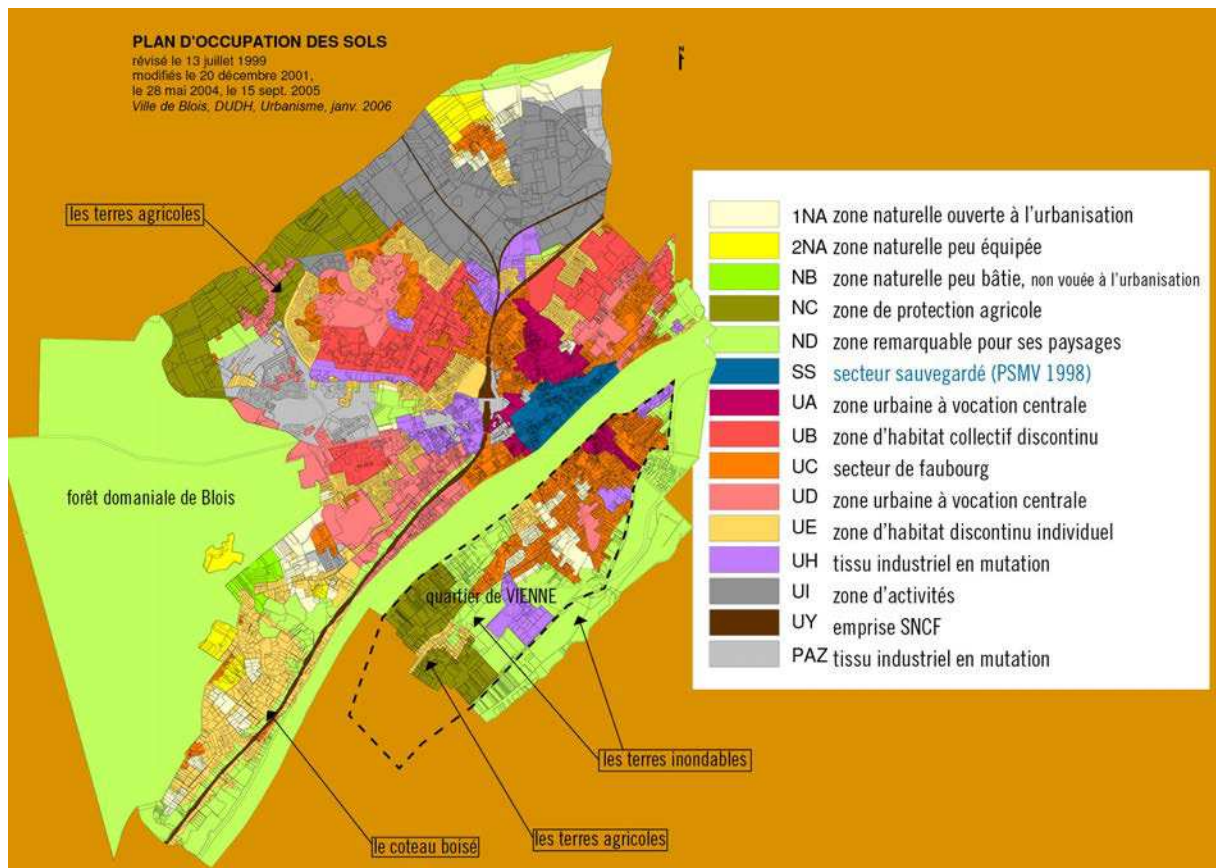 PLAN D'OCCUPATION DES SOLS
révisé le 13 juillet 1999
modifiés le 20 décembre 2001,
le 28 mai 2004, le 15 sept. 2005
Ville de Blois, DUDH, Urbanisme, janv. 2006
N
les terres agricoles
1NA zone naturelle ouverte à l'urbanisation
2NA zone naturelle peu équipée
NB zone naturelle peu bâtie, non vouée à l'urbanisation
NC zone de protection agricole
ND zone remarquable pour ses paysages
SS secteur sauvegardé (PSMV 1998)
UA zone urbaine à vocation centrale
UB zone d'habitat collectif discontinu
UC secteur de faubourg
UD zone urbaine à vocation centrale
UE zone d'habitat discontinu individuel
UH tissu industriel en mutation
UI zone d'activités
UY emprise SNCF
PAZ tissu industriel en mutation
forêt domaniale de Blois
quartier de VIENNE
les terres inondables
le coteau boisé
les terres agricoles